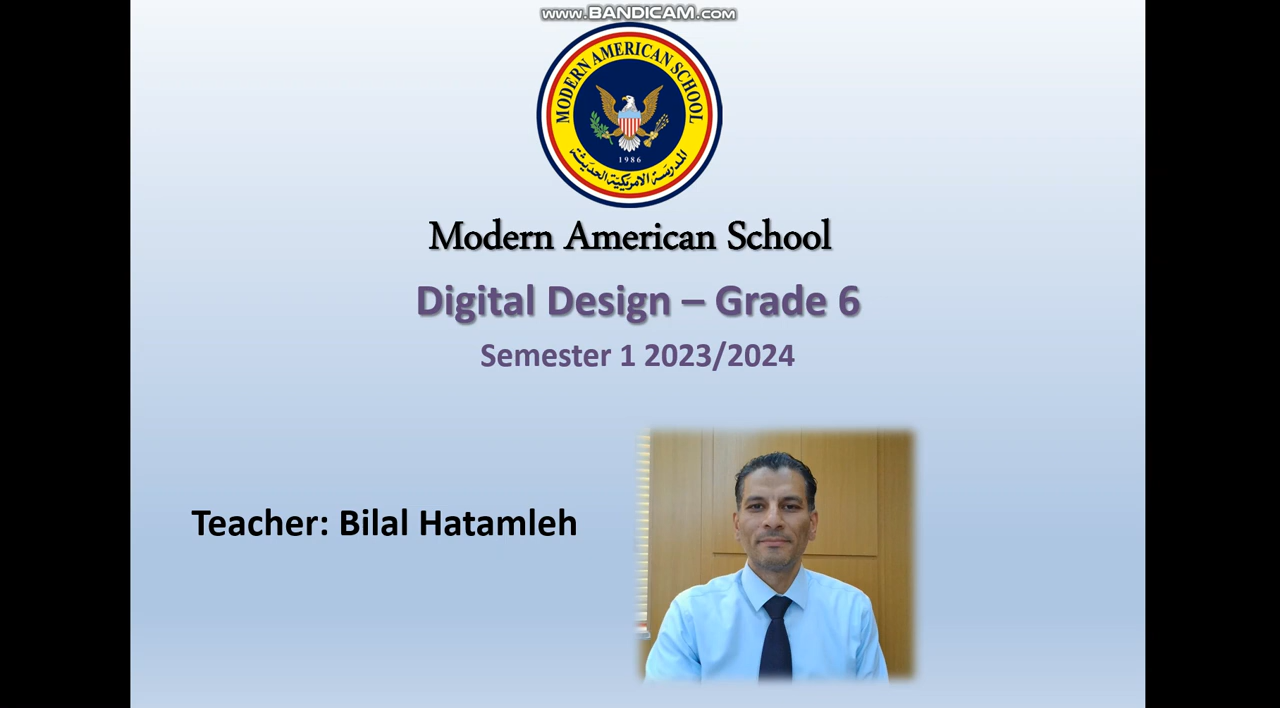 www.BANDICAM.com
MODERN AMERICAN SCHOOL
1986
المدرسة الامريكية الحديثة
Modern American School
Digital Design – Grade 6
Semester 1 2023/2024
Teacher: Bilal Hatamleh